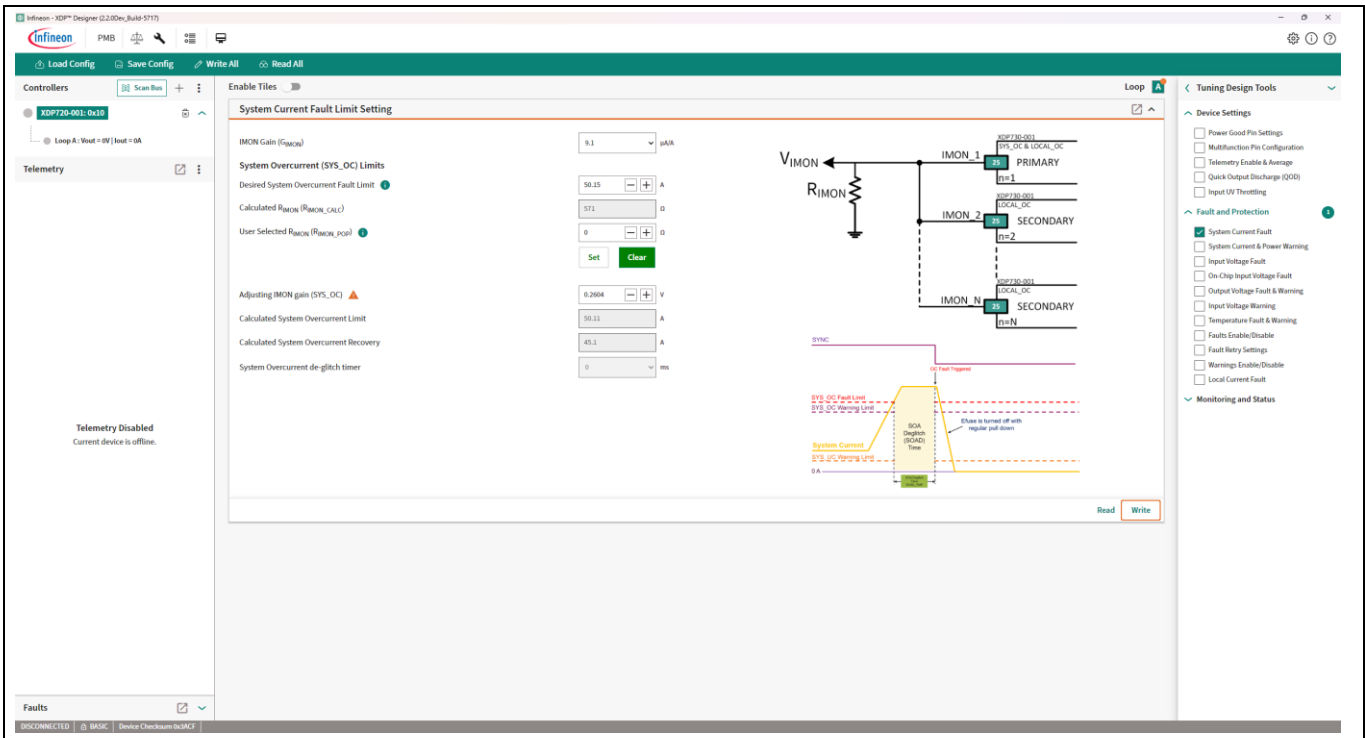 Infineon - XDP™ Designer (2.2.0Dev_Build-5717)
infineon PMB
Load Config Save Config Write All Read All
Controllers Scan Bus
XDP720-001: 0x10
Loop A : Vout = 0V | Iout = 0A
Telemetry
Telemetry Disabled
Current device is offline.
Faults
DISCONNECTED BASIC Device Checksum 0x3ACF
Enable Tiles Loop A
System Current Fault Limit Setting
IMON Gain (GIMON) 9.1 µA/A
System Overcurrent (SYS_OC) Limits
Desired System Overcurrent Fault Limit 50.15 A
Calculated RIMON (RIMON_CALC) 571 Ω
User Selected RIMON (RIMON_POP) 0 Ω
Set Clear
Adjusting IMON gain (SYS_OC) 0.2604 V
Calculated System Overcurrent Limit 50.11 A
Calculated System Overcurrent Recovery 45.1 A
System Overcurrent de-glitch timer 0 ms
VIMON
RIMON
XDP730-001
SYS_OC & LOCAL_OC
IMON_1 25 PRIMARY
n=1
XDP730-001
LOCAL_OC
IMON_2 25 SECONDARY
n=2
XDP730-001
LOCAL_OC
IMON_N 25 SECONDARY
n=N
SYNC
OC Fault Triggered
SYS_OC Fault Limit
SYS_OC Warning Limit
SOA
Deglitch
(SOAD)
Time
Efuse is turned off with
regular pull down
System Current
SYS_UC Warning Limit
0 A
Read Write
Tuning Design Tools
Device Settings
Power Good Pin Settings
Multifunction Pin Configuration
Telemetry Enable & Average
Quick Output Discharge (QOD)
Input UV Throttling
Fault and Protection 1
System Current Fault
System Current & Power Warning
Input Voltage Fault
On-Chip Input Voltage Fault
Output Voltage Fault & Warning
Input Voltage Warning
Temperature Fault & Warning
Faults Enable/Disable
Fault Retry Settings
Warnings Enable/Disable
Local Current Fault
Monitoring and Status